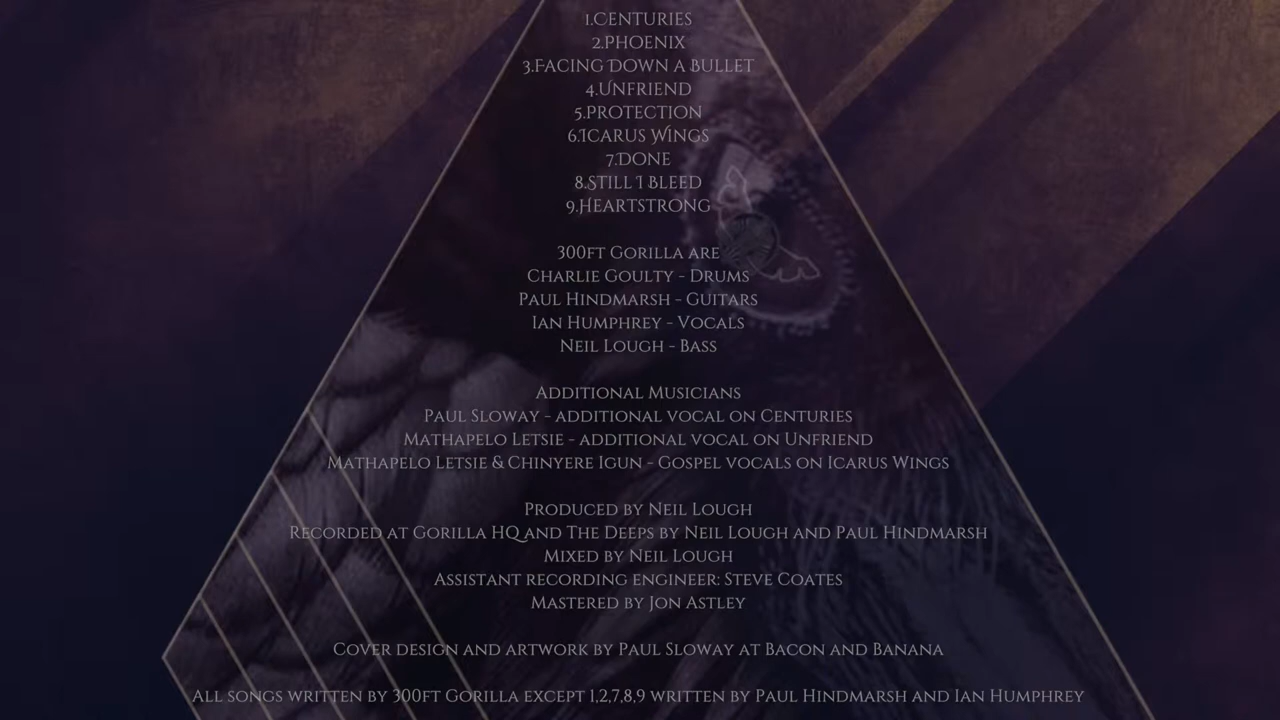 1.Centuries
2.Phoenix
3.Facing Down a Bullet
4.Unfriend
5.Protection
6.Icarus Wings
7.Done
8.Still I Bleed
9.Heartstrong
300ft Gorilla are
Charlie Goulty - Drums
Paul Hindmarsh - Guitars
Ian Humphrey - Vocals
Neil Lough - Bass
Additional Musicians
Paul Sloway - additional vocal on Centuries
Mathapelo Letsie - additional vocal on Unfriend
Mathapelo Letsie & Chinyere Igun - Gospel vocals on Icarus Wings
Produced by Neil Lough
Recorded at Gorilla HQ and The Deeps by Neil Lough and Paul Hindmarsh
Mixed by Neil Lough
Assistant recording engineer: Steve Coates
Mastered by Jon Astley
Cover design and artwork by Paul Sloway at Bacon and Banana
All songs written by 300ft Gorilla except 1,2,7,8,9 written by Paul Hindmarsh and Ian Humphrey